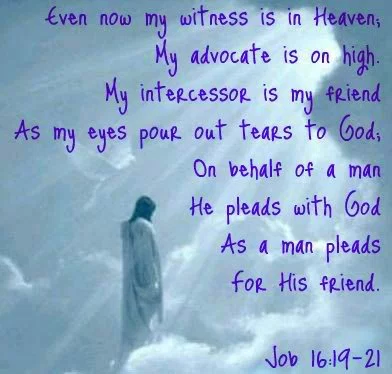 Even now my witness is in Heaven;
My advocate is on high.
My intercessor is my friend
As my eyes pour out tears to God;
On behalf of a man
He pleads with God
As a man pleads
For His friend.
Job 16:19-21